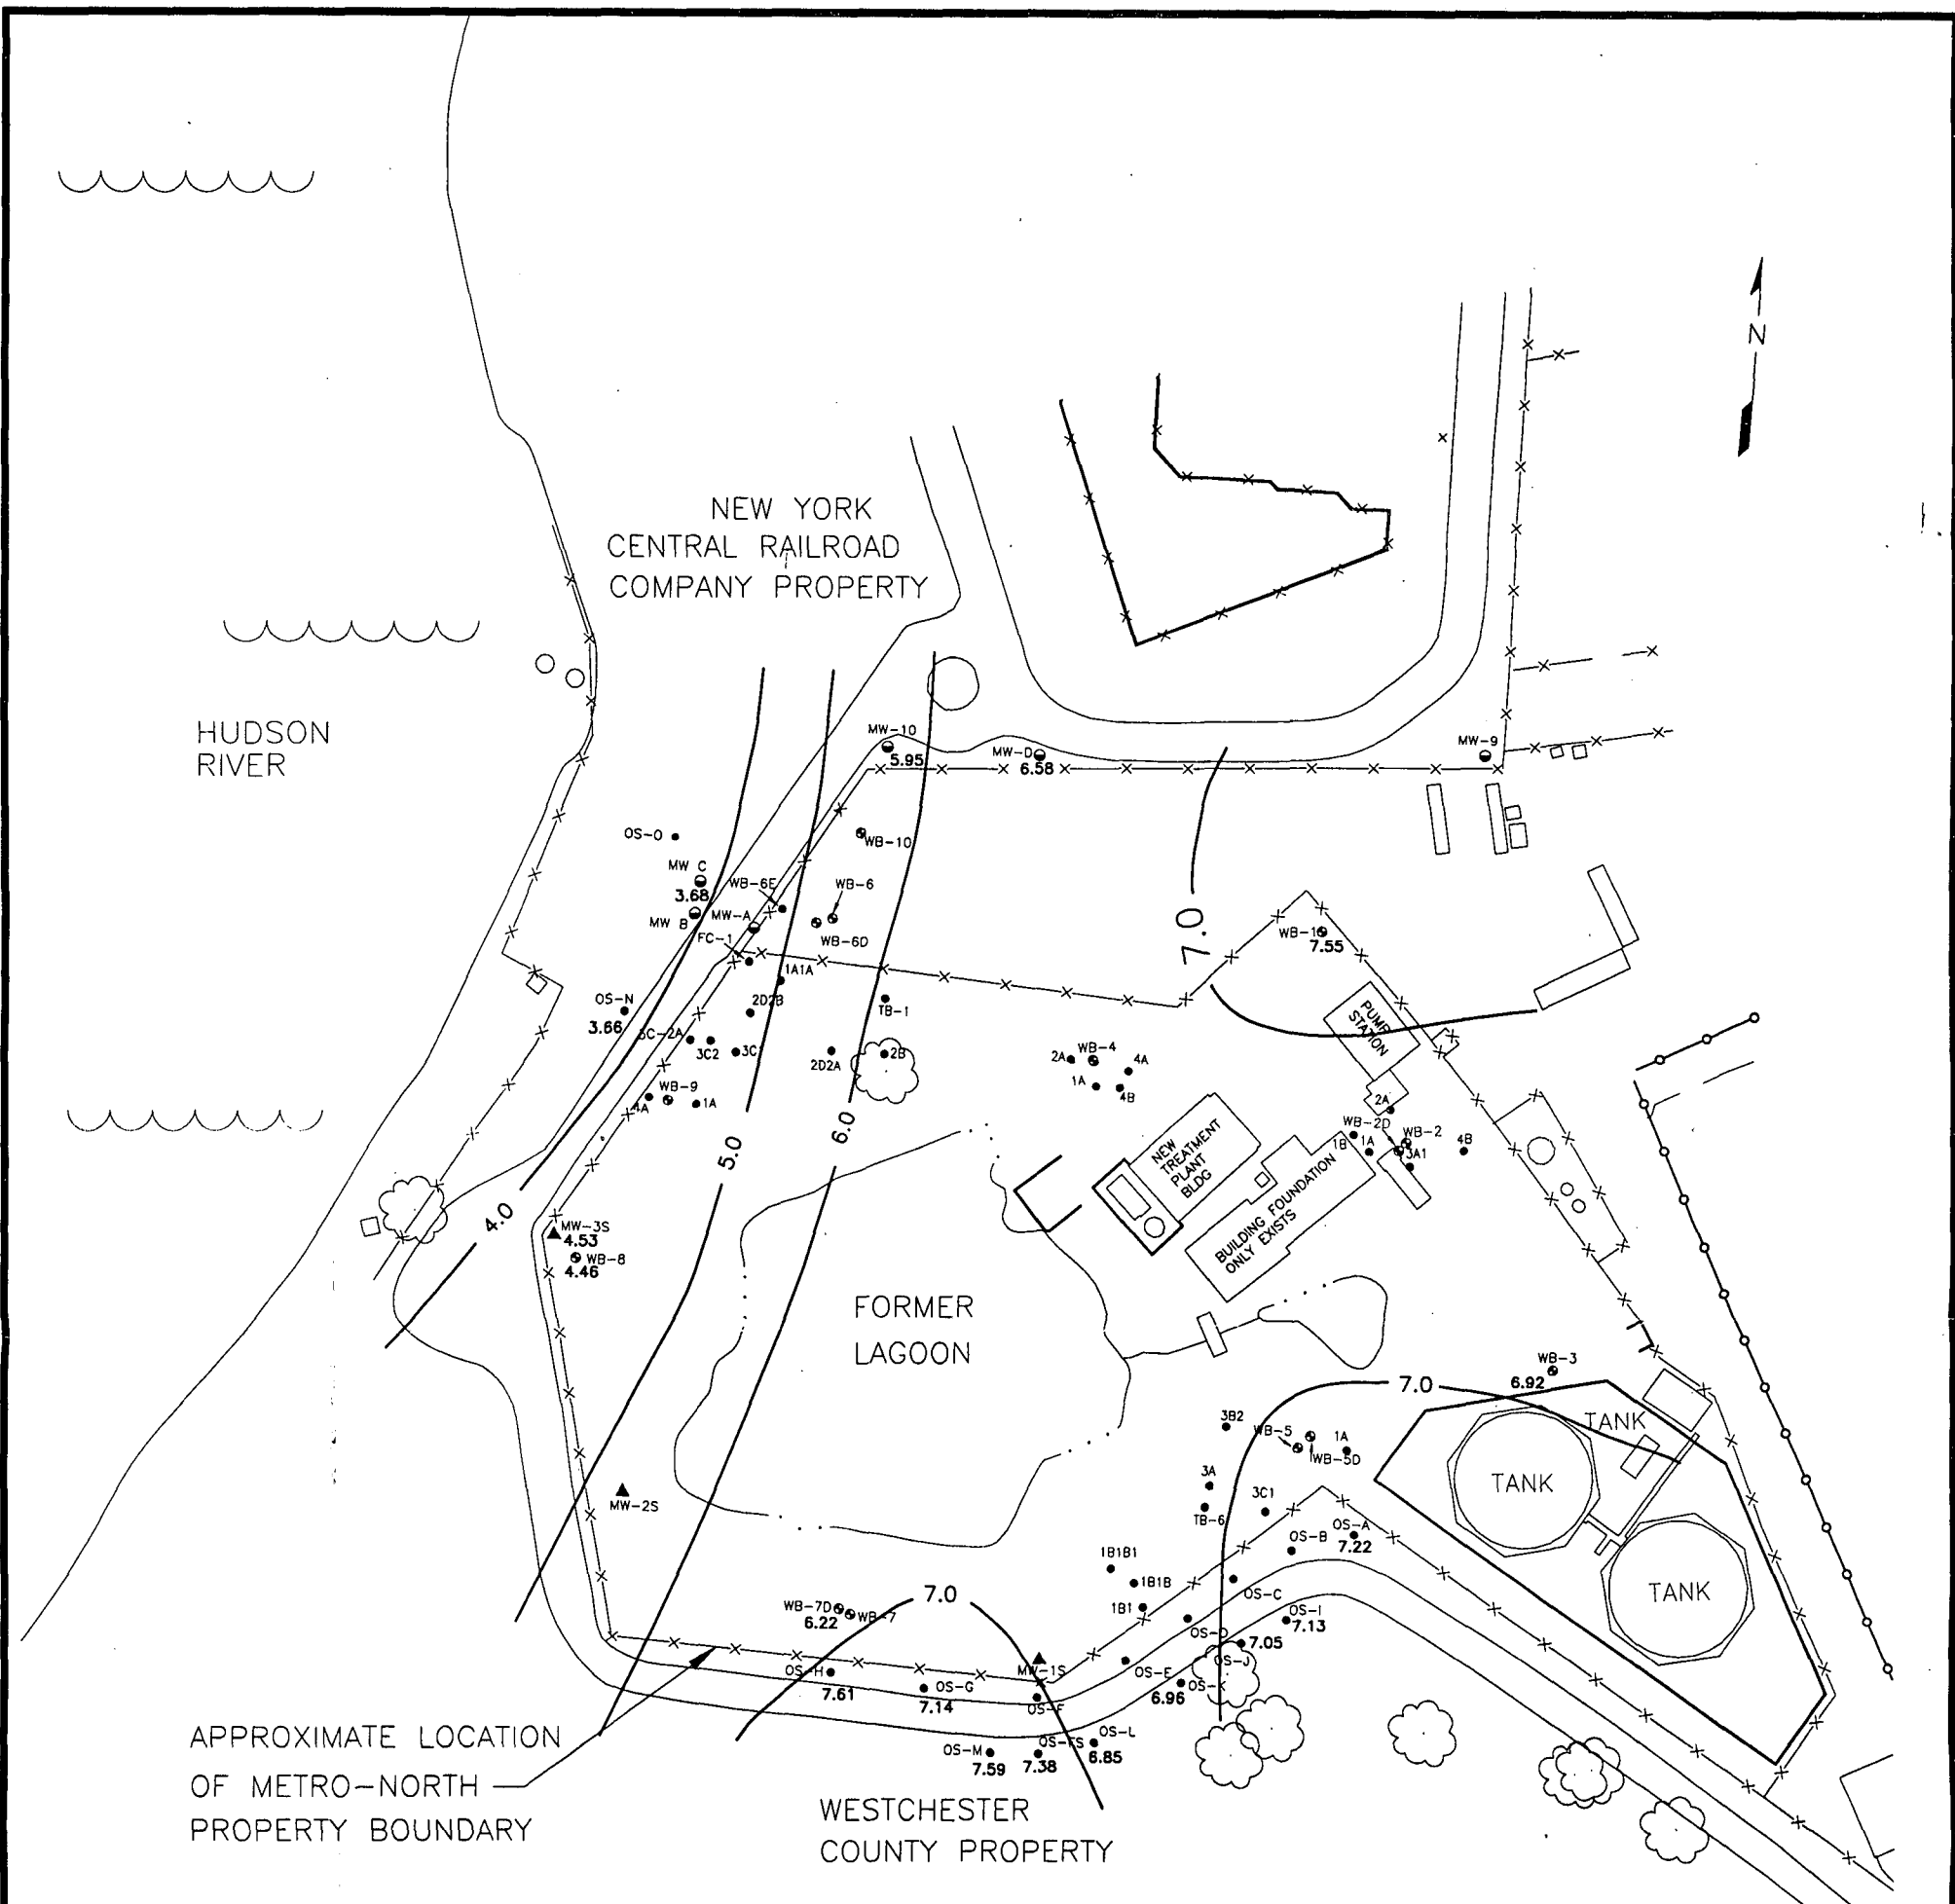 N
NEW YORK
CENTRAL RAILROAD
COMPANY PROPERTY
HUDSON
RIVER
MW-10
5.95
MW-D
6.58
MW-9
OS-O
WB-10
MW C
3.68
WB-6E
WB-6
MW B
MW-A
WB-6D
FC-1
7.0
WB-1
7.55
1A1A
OS-N
3.66
2D2B
TB-1
3C-2A
3C2
3C
2D2A
2B
PUMP
STATION
2A
WB-4
4A
1A
4B
WB-9
4A
1A
2A
WB-2D
WB-2
1B
1A
3A1
4B
5.0
6.0
NEW
TREATMENT
PLANT
BLDG
BUILDING FOUNDATION
ONLY EXISTS
4.0
MW-3S
4.53
WB-8
4.46
FORMER
LAGOON
WB-3
6.92
7.0
TANK
3B2
WB-5
1A
WB-5D
TANK
3A
3C1
TB-6
MW-2S
OS-A
7.22
OS-B
1B1B1
1B1B
OS-C
TANK
7.0
WB-7D
WB-7
6.22
1B1
OS-I
7.13
OS-D
7.05
OS-J
MW-1S
OS-H
7.61
OS-G
7.14
OS-E
OS-K
6.96
OS-F
OS-L
6.85
OS-M
7.59
OS-FS
7.38
APPROXIMATE LOCATION
OF METRO-NORTH
PROPERTY BOUNDARY
WESTCHESTER
COUNTY PROPERTY